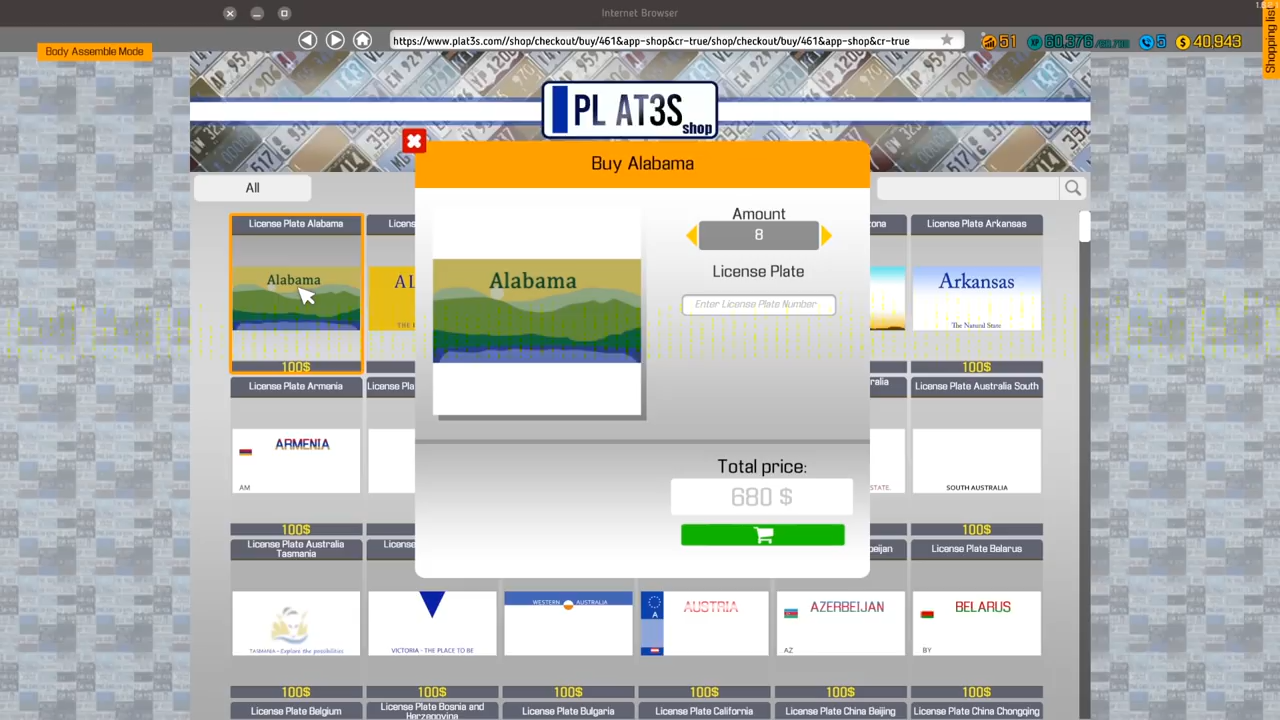 Internet Browser
Body Assemble Mode
https://www.plat3s.com//shop/checkout/buy/461&app-shop&cr-true/shop/checkout/buy/461&app-shop&cr-true
51
5
40,943
Shopping list
PL AT3S
shop
Buy Alabama
All
Amount
8
License Plate
Enter License Plate Number
Total price:
680 $
License Plate Alabama
Alabama
Alabama
100$
License Plate Arkansas
Arkansas
The Natural State
100$
License Plate Armenia
ARMENIA
AM
100$
License Plate Australia South
SOUTH AUSTRALIA
STATE.
100$
100$
License Plate Australia
Tasmania
TASMANIA - Explore the possibilities
100$
VICTORIA - THE PLACE TO BE
100$
WESTERN AUSTRALIA
100$
A
AUSTRIA
100$
AZERBEIJAN
AZ
100$
License Plate Belarus
BELARUS
BY
100$
License Plate Belgium
License Plate Bosnia and
Herzegovina
License Plate Bulgaria
License Plate California
License Plate China Beijing
License Plate China Chongqing